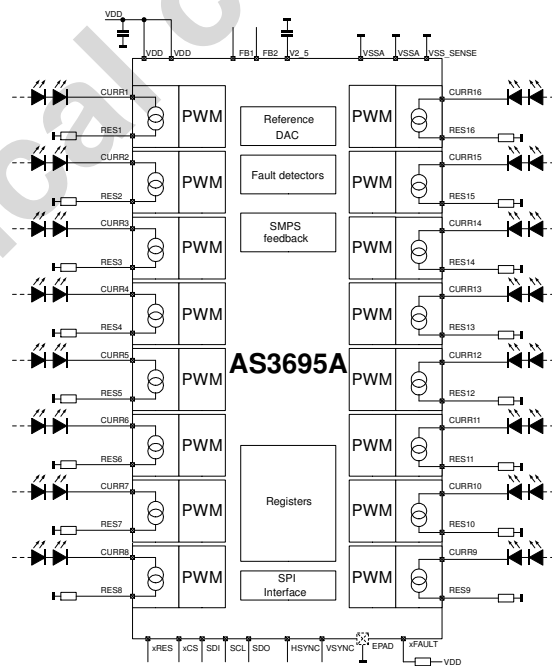 VDD
VDD VDD FB1 FB2 V2_5 VSSA VSSA VSS_SENSE
CURR1 PWM Reference DAC PWM CURR16
RES1 RES16
CURR2 PWM Fault detectors PWM CURR15
RES2 RES15
CURR3 PWM SMPS feedback PWM CURR14
RES3 RES14
CURR4 PWM PWM CURR13
RES4 RES13
CURR5 PWM AS3695A PWM CURR12
RES5 RES12
CURR6 PWM PWM CURR11
RES6 RES11
CURR7 PWM Registers PWM CURR10
RES7 RES10
CURR8 PWM SPI Interface PWM CURR9
RES8 RES9
xRES xCS SDI SCL SDO HSYNC VSYNC EPAD xFAULT
VDD